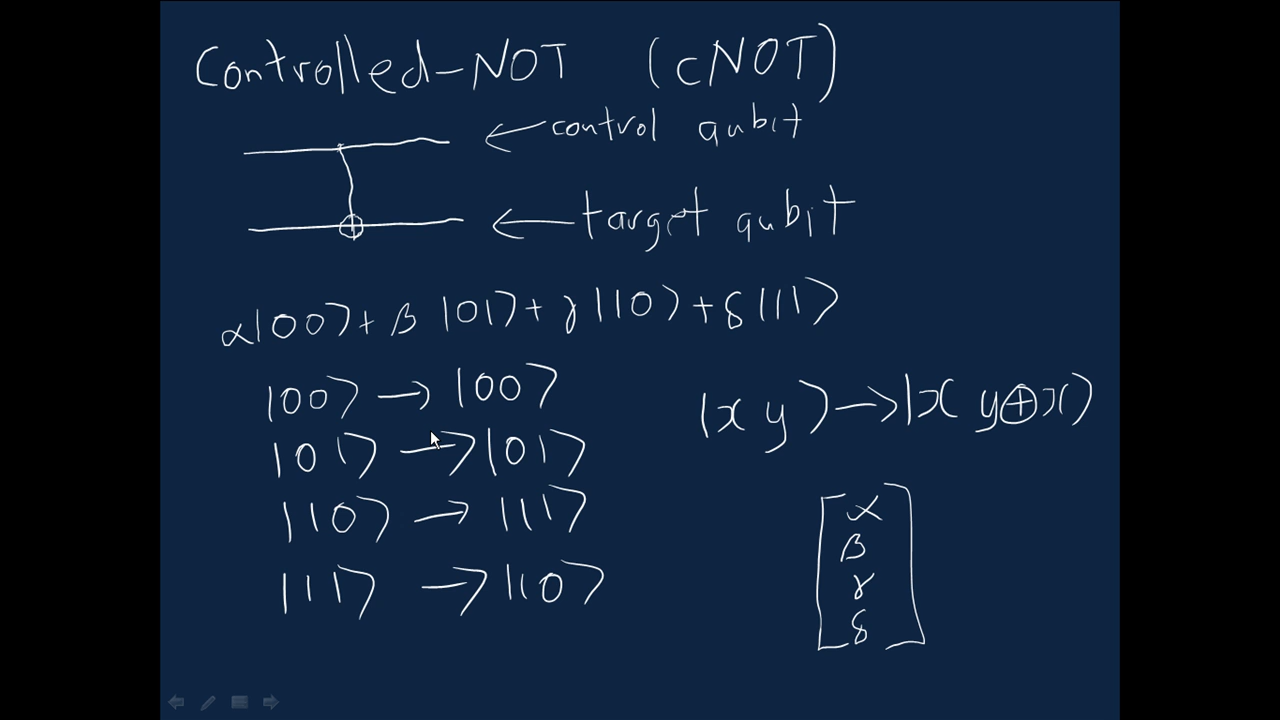 Controlled-NOT (cNOT)
← control qubit
← target qubit
α|00⟩ + β|01⟩ + γ|10⟩ + δ|11⟩
|00⟩ → |00⟩
|01⟩ → |01⟩
|10⟩ → |11⟩
|11⟩ → |10⟩
|x y⟩ → |x y⊕x⟩
α
β
γ
δ